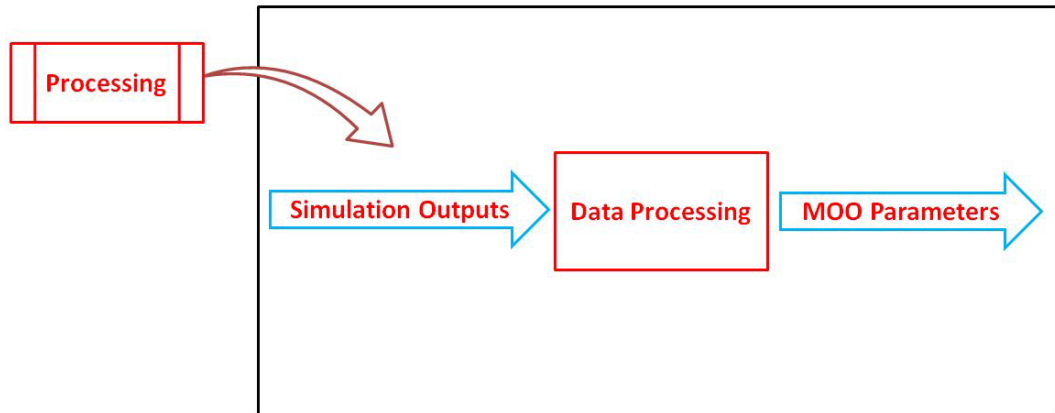 Processing
Simulation Outputs
Data Processing
MOO Parameters